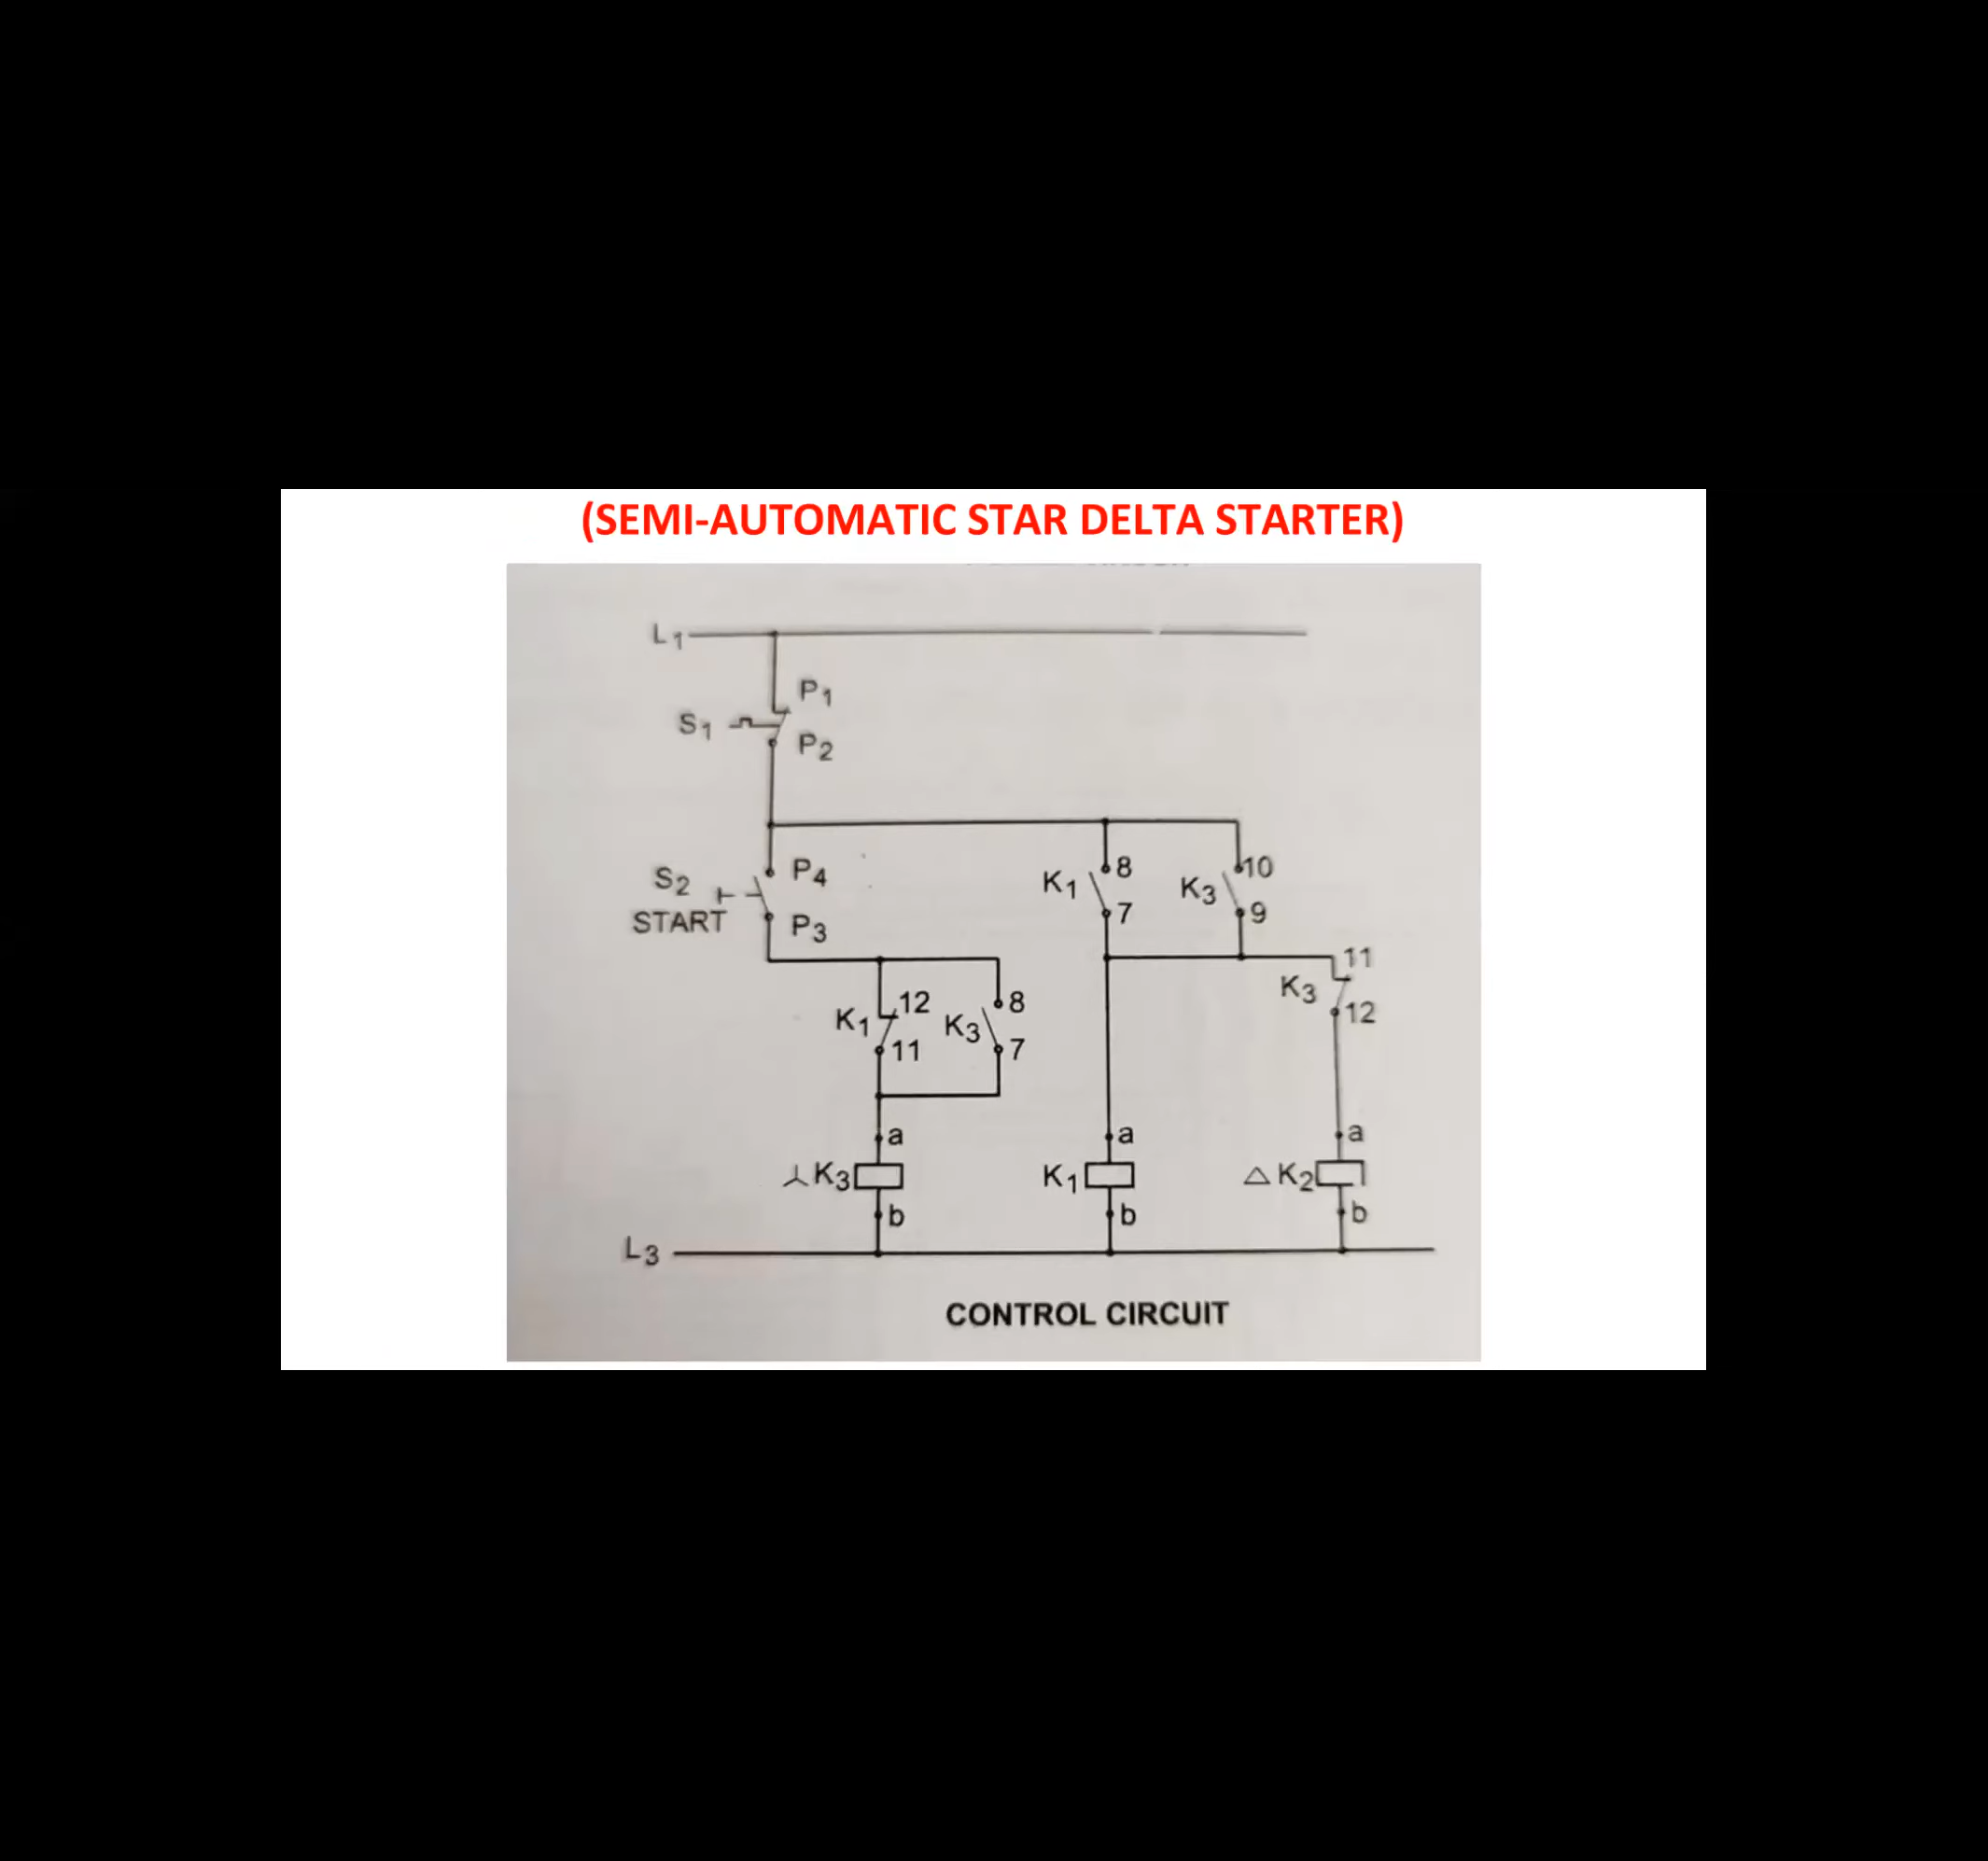 (SEMI-AUTOMATIC STAR DELTA STARTER)
L1
P1
S1
P2
P4
S2
START
P3
K1
8
7
K3
10
9
11
K3
12
K1
12
11
K3
8
7
a
K3
b
a
K1
b
a
△ K2
b
L3
CONTROL CIRCUIT